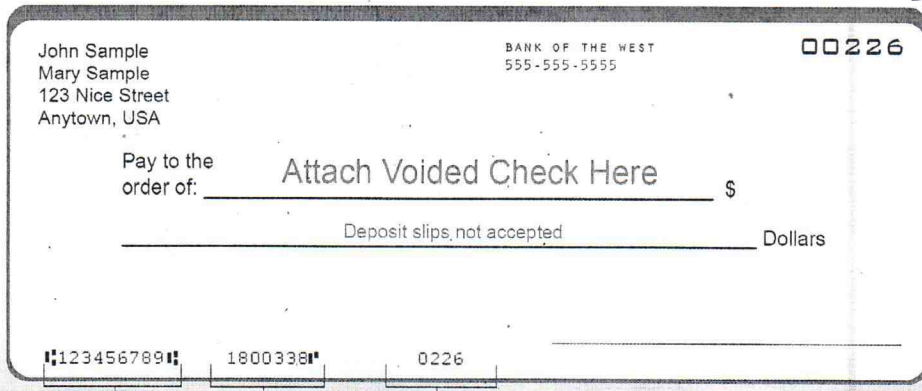 John Sample
Mary Sample
123 Nice Street
Anytown, USA
BANK OF THE WEST
555-555-5555
00226
Pay to the
order of: Attach Voided Check Here $
Deposit slips not accepted Dollars
⑆123456789⑆ 1800338⑈ 0226